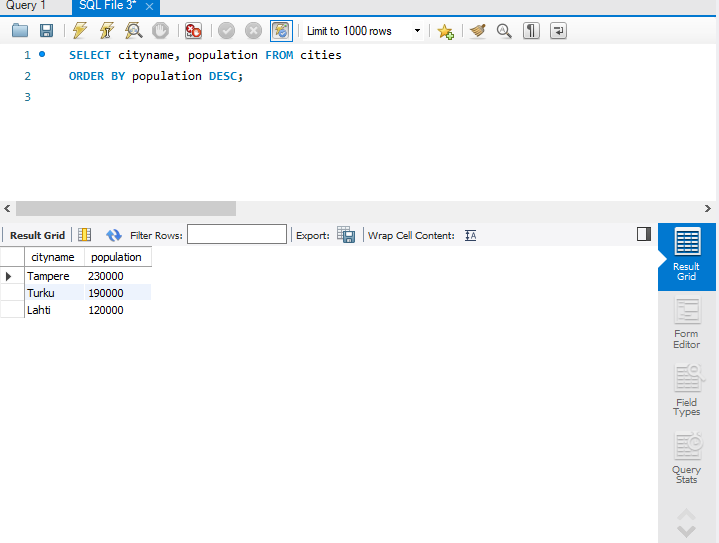 Query 1 SQL File 3* ×
Limit to 1000 rows
1 SELECT cityname, population FROM cities
2 ORDER BY population DESC;
3
Result Grid Filter Rows: Export: Wrap Cell Content: IA
cityname population
Tampere 230000
Turku 190000
Lahti 120000
Result
Grid
Form
Editor
Field
Types
Query
Stats